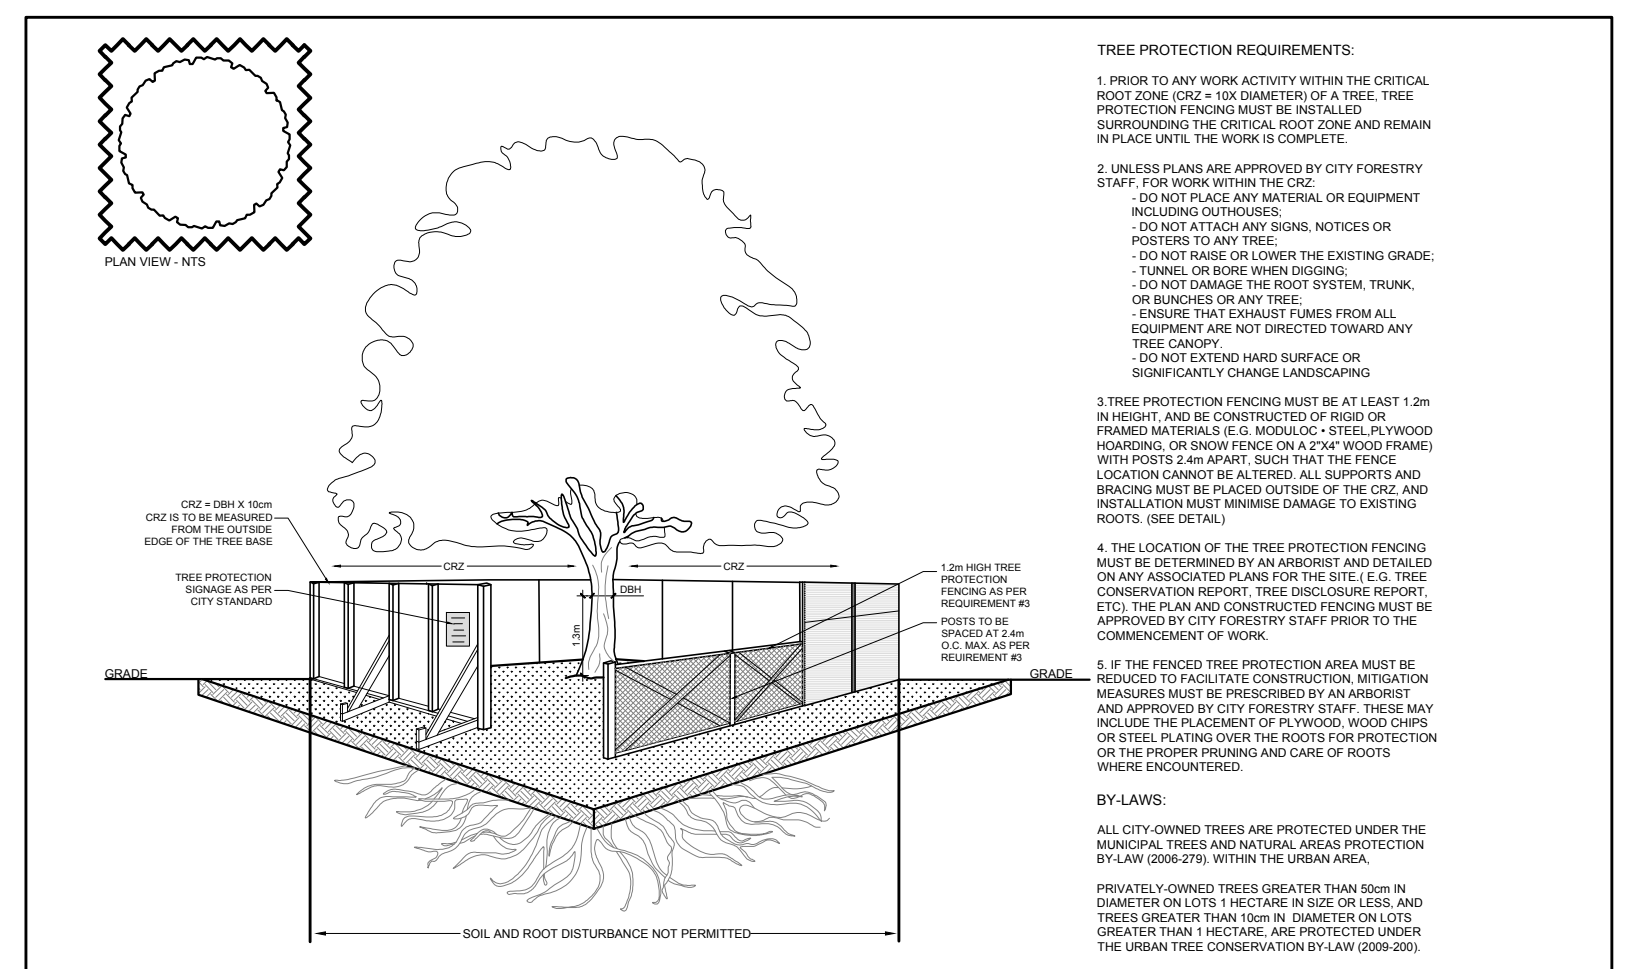 PLAN VIEW - NTS
CRZ = DBH X 10cm
CRZ IS TO BE MEASURED
FROM THE OUTSIDE
EDGE OF THE TREE BASE
TREE PROTECTION
SIGNAGE AS PER
CITY STANDARD
CRZ
CRZ
DBH
1.3m
1.2m HIGH TREE
PROTECTION
FENCING AS PER
REQUIREMENT #3
POSTS TO BE
SPACED AT 2.4m
O.C. MAX. AS PER
REUIREMENT #3
GRADE
GRADE
SOIL AND ROOT DISTURBANCE NOT PERMITTED
TREE PROTECTION REQUIREMENTS:
1. PRIOR TO ANY WORK ACTIVITY WITHIN THE CRITICAL
ROOT ZONE (CRZ = 10X DIAMETER) OF A TREE, TREE
PROTECTION FENCING MUST BE INSTALLED
SURROUNDING THE CRITICAL ROOT ZONE AND REMAIN
IN PLACE UNTIL THE WORK IS COMPLETE.
2. UNLESS PLANS ARE APPROVED BY CITY FORESTRY
STAFF, FOR WORK WITHIN THE CRZ:
- DO NOT PLACE ANY MATERIAL OR EQUIPMENT
INCLUDING OUTHOUSES;
- DO NOT ATTACH ANY SIGNS, NOTICES OR
POSTERS TO ANY TREE;
- DO NOT RAISE OR LOWER THE EXISTING GRADE;
- TUNNEL OR BORE WHEN DIGGING;
- DO NOT DAMAGE THE ROOT SYSTEM, TRUNK,
OR BUNCHES OR ANY TREE;
- ENSURE THAT EXHAUST FUMES FROM ALL
EQUIPMENT ARE NOT DIRECTED TOWARD ANY
TREE CANOPY.
- DO NOT EXTEND HARD SURFACE OR
SIGNIFICANTLY CHANGE LANDSCAPING
3.TREE PROTECTION FENCING MUST BE AT LEAST 1.2m
IN HEIGHT, AND BE CONSTRUCTED OF RIGID OR
FRAMED MATERIALS (E.G. MODULOC • STEEL,PLYWOOD
HOARDING, OR SNOW FENCE ON A 2"X4" WOOD FRAME)
WITH POSTS 2.4m APART, SUCH THAT THE FENCE
LOCATION CANNOT BE ALTERED. ALL SUPPORTS AND
BRACING MUST BE PLACED OUTSIDE OF THE CRZ, AND
INSTALLATION MUST MINIMISE DAMAGE TO EXISTING
ROOTS. (SEE DETAIL)
4. THE LOCATION OF THE TREE PROTECTION FENCING
MUST BE DETERMINED BY AN ARBORIST AND DETAILED
ON ANY ASSOCIATED PLANS FOR THE SITE.( E.G. TREE
CONSERVATION REPORT, TREE DISCLOSURE REPORT,
ETC). THE PLAN AND CONSTRUCTED FENCING MUST BE
APPROVED BY CITY FORESTRY STAFF PRIOR TO THE
COMMENCEMENT OF WORK.
5. IF THE FENCED TREE PROTECTION AREA MUST BE
REDUCED TO FACILITATE CONSTRUCTION, MITIGATION
MEASURES MUST BE PRESCRIBED BY AN ARBORIST
AND APPROVED BY CITY FORESTRY STAFF. THESE MAY
INCLUDE THE PLACEMENT OF PLYWOOD, WOOD CHIPS
OR STEEL PLATING OVER THE ROOTS FOR PROTECTION
OR THE PROPER PRUNING AND CARE OF ROOTS
WHERE ENCOUNTERED.
BY-LAWS:
ALL CITY-OWNED TREES ARE PROTECTED UNDER THE
MUNICIPAL TREES AND NATURAL AREAS PROTECTION
BY-LAW (2006-279). WITHIN THE URBAN AREA,
PRIVATELY-OWNED TREES GREATER THAN 50cm IN
DIAMETER ON LOTS 1 HECTARE IN SIZE OR LESS, AND
TREES GREATER THAN 10cm IN DIAMETER ON LOTS
GREATER THAN 1 HECTARE, ARE PROTECTED UNDER
THE URBAN TREE CONSERVATION BY-LAW (2009-200).